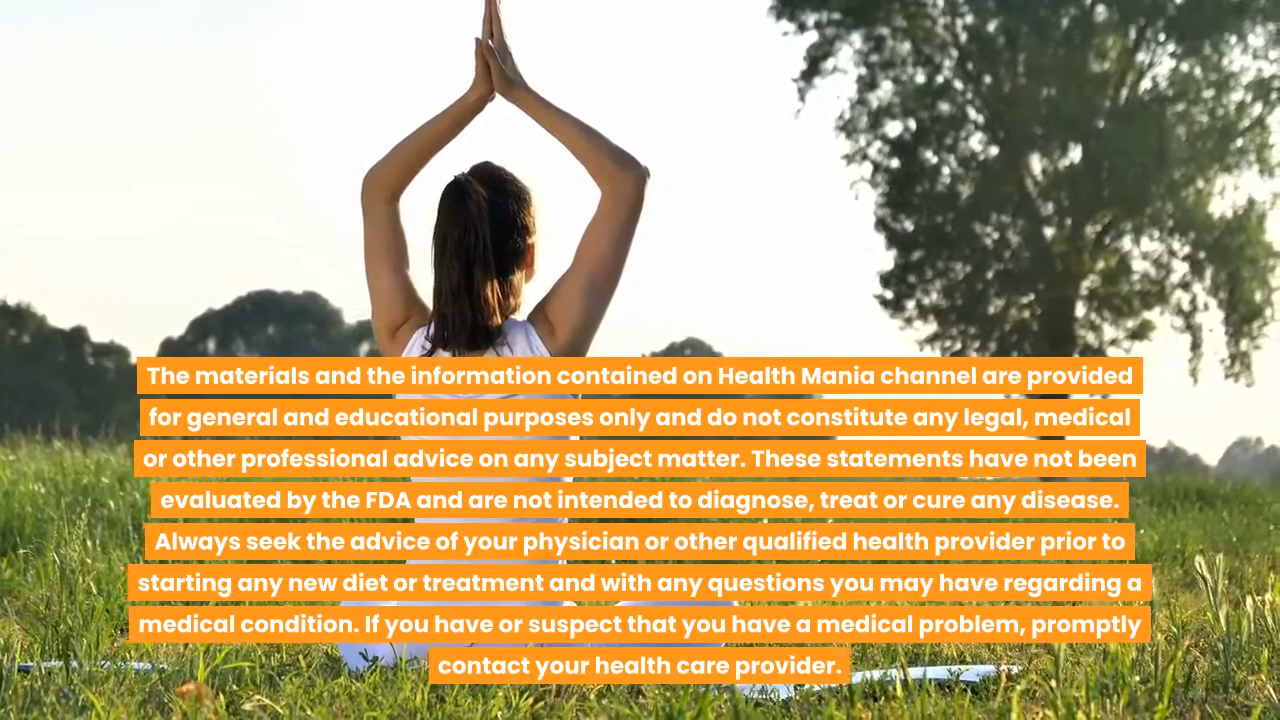 The materials and the information contained on Health Mania channel are provided
for general and educational purposes only and do not constitute any legal, medical
or other professional advice on any subject matter. These statements have not been
evaluated by the FDA and are not intended to diagnose, treat or cure any disease.
Always seek the advice of your physician or other qualified health provider prior to
starting any new diet or treatment and with any questions you may have regarding a
medical condition. If you have or suspect that you have a medical problem, promptly
contact your health care provider.